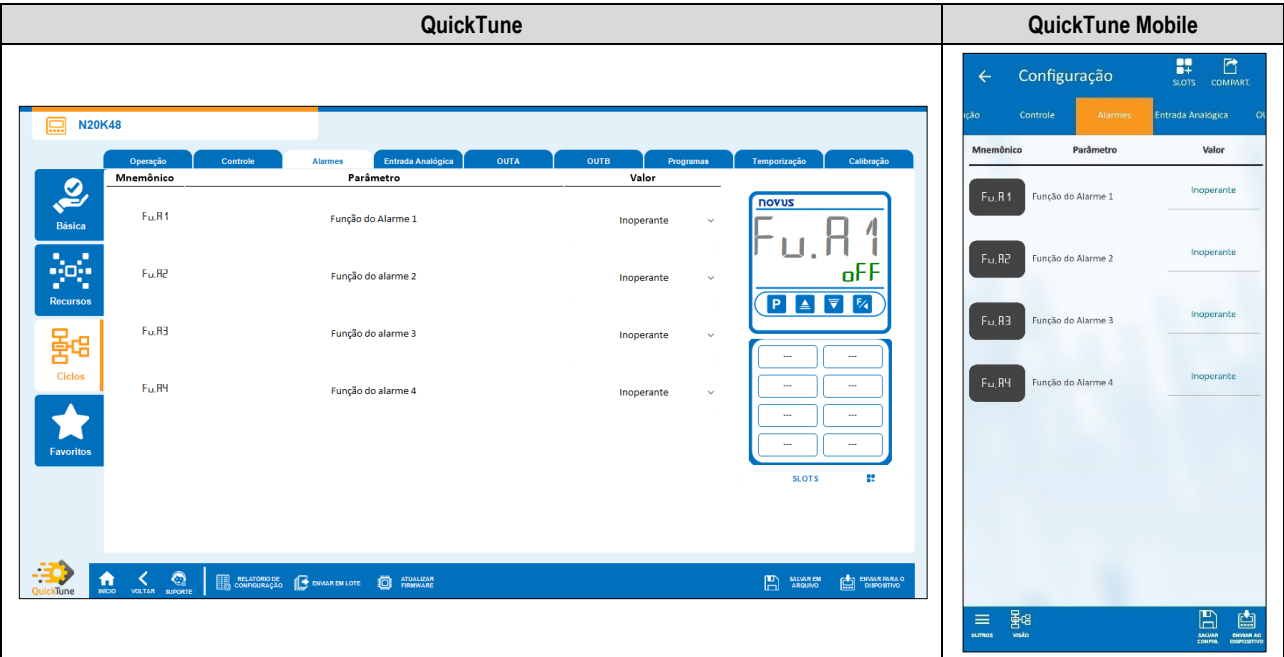 QuickTune
QuickTune Mobile
N20K48
Operação Controle Alarmes Entrada Analógica OUTA OUTB Programas Temporização Calibração
Mnemônico Parâmetro Valor
Básica
Recursos
Ciclos
Favoritos
Fu.A1 Função do Alarme 1 Inoperante
Fu.A2 Função do alarme 2 Inoperante
Fu.A3 Função do alarme 3 Inoperante
Fu.A4 Função do alarme 4 Inoperante
novus
Fu.A1
oFF
P F/
--- ---
--- ---
--- ---
--- ---
SLOTS
QuickTune
INÍCIO VOLTAR SUPORTE
RELATÓRIO DE
CONFIGURAÇÃO
ENVIAR EM LOTE
ATUALIZAR
FIRMWARE
SALVAR EM
ARQUIVO
ENVIAR PARA O
DISPOSITIVO
Configuração
SLOTS COMPART.
ição Controle Alarmes Entrada Analógica OU
Mnemônico Parâmetro Valor
Fu.A1 Função do Alarme 1 Inoperante
Fu.A2 Função do Alarme 2 Inoperante
Fu.A3 Função do Alarme 3 Inoperante
Fu.A4 Função do Alarme 4 Inoperante
OUTROS VISÃO
SALVAR
CONFIG.
ENVIAR AO
DISPOSITIVO